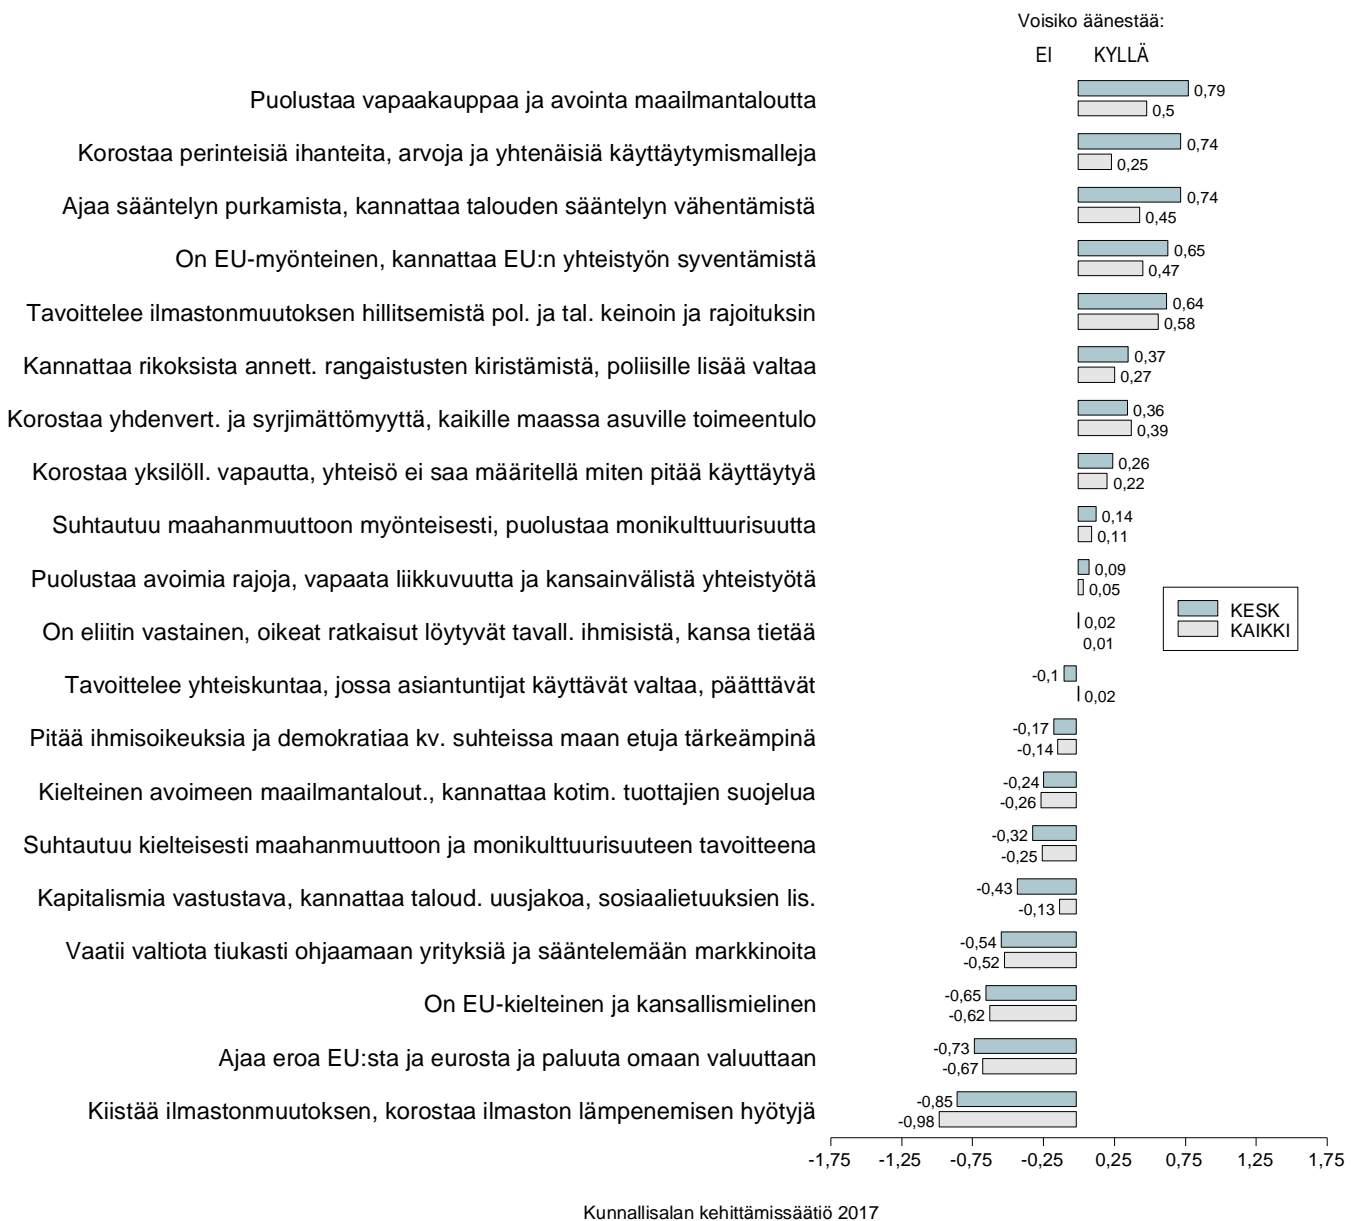 Voisiko äänestää:
EI KYLLÄ
Puolustaa vapaakauppaa ja avointa maailmantaloutta 0,79
0,5
Korostaa perinteisiä ihanteita, arvoja ja yhtenäisiä käyttäytymismalleja 0,74
0,25
Ajaa sääntelyn purkamista, kannattaa talouden sääntelyn vähentämistä 0,74
0,45
On EU-myönteinen, kannattaa EU:n yhteistyön syventämistä 0,65
0,47
Tavoittelee ilmastonmuutoksen hillitsemistä pol. ja tal. keinoin ja rajoituksin 0,64
0,58
Kannattaa rikoksista annett. rangaistusten kiristämistä, poliisille lisää valtaa 0,37
0,27
Korostaa yhdenvert. ja syrjimättömyyttä, kaikille maassa asuville toimeentulo 0,36
0,39
Korostaa yksilöll. vapautta, yhteisö ei saa määritellä miten pitää käyttäytyä 0,26
0,22
Suhtautuu maahanmuuttoon myönteisesti, puolustaa monikulttuurisuutta 0,14
0,11
Puolustaa avoimia rajoja, vapaata liikkuvuutta ja kansainvälistä yhteistyötä 0,09
0,05
KESK
On eliitin vastainen, oikeat ratkaisut löytyvät tavall. ihmisistä, kansa tietää 0,02
0,01
KAIKKI
Tavoittelee yhteiskuntaa, jossa asiantuntijat käyttävät valtaa, päätttävät -0,1
0,02
Pitää ihmisoikeuksia ja demokratiaa kv. suhteissa maan etuja tärkeämpinä -0,17
-0,14
Kielteinen avoimeen maailmantalout., kannattaa kotim. tuottajien suojelua -0,24
-0,26
Suhtautuu kielteisesti maahanmuuttoon ja monikulttuurisuuteen tavoitteena -0,32
-0,25
Kapitalismia vastustava, kannattaa taloud. uusjakoa, sosiaalietuuksien lis. -0,43
-0,13
Vaatii valtiota tiukasti ohjaamaan yrityksiä ja sääntelemään markkinoita -0,54
-0,52
On EU-kielteinen ja kansallismielinen -0,65
-0,62
Ajaa eroa EU:sta ja eurosta ja paluuta omaan valuuttaan -0,73
-0,67
Kiistää ilmastonmuutoksen, korostaa ilmaston lämpenemisen hyötyjä -0,85
-0,98
-1,75 -1,25 -0,75 -0,25 0,25 0,75 1,25 1,75
Kunnallisalan kehittämissäätiö 2017